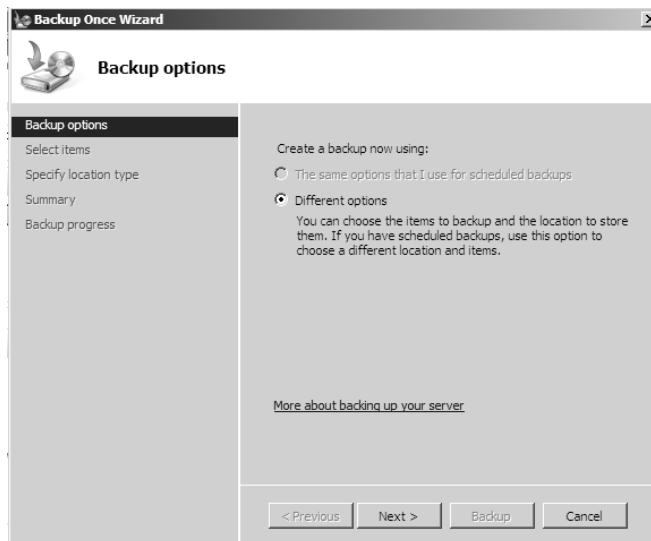 Backup Once Wizard
Backup options
Backup options
Select items
Specify location type
Summary
Backup progress
Create a backup now using:
The same options that I use for scheduled backups
Different options
You can choose the items to backup and the location to store
them. If you have scheduled backups, use this option to
choose a different location and items.
More about backing up your server
< Previous
Next >
Backup
Cancel